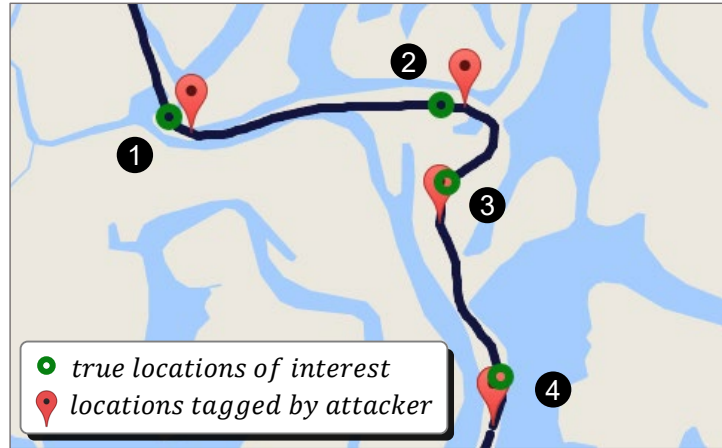 2
1
3
4
true locations of interest
locations tagged by attacker